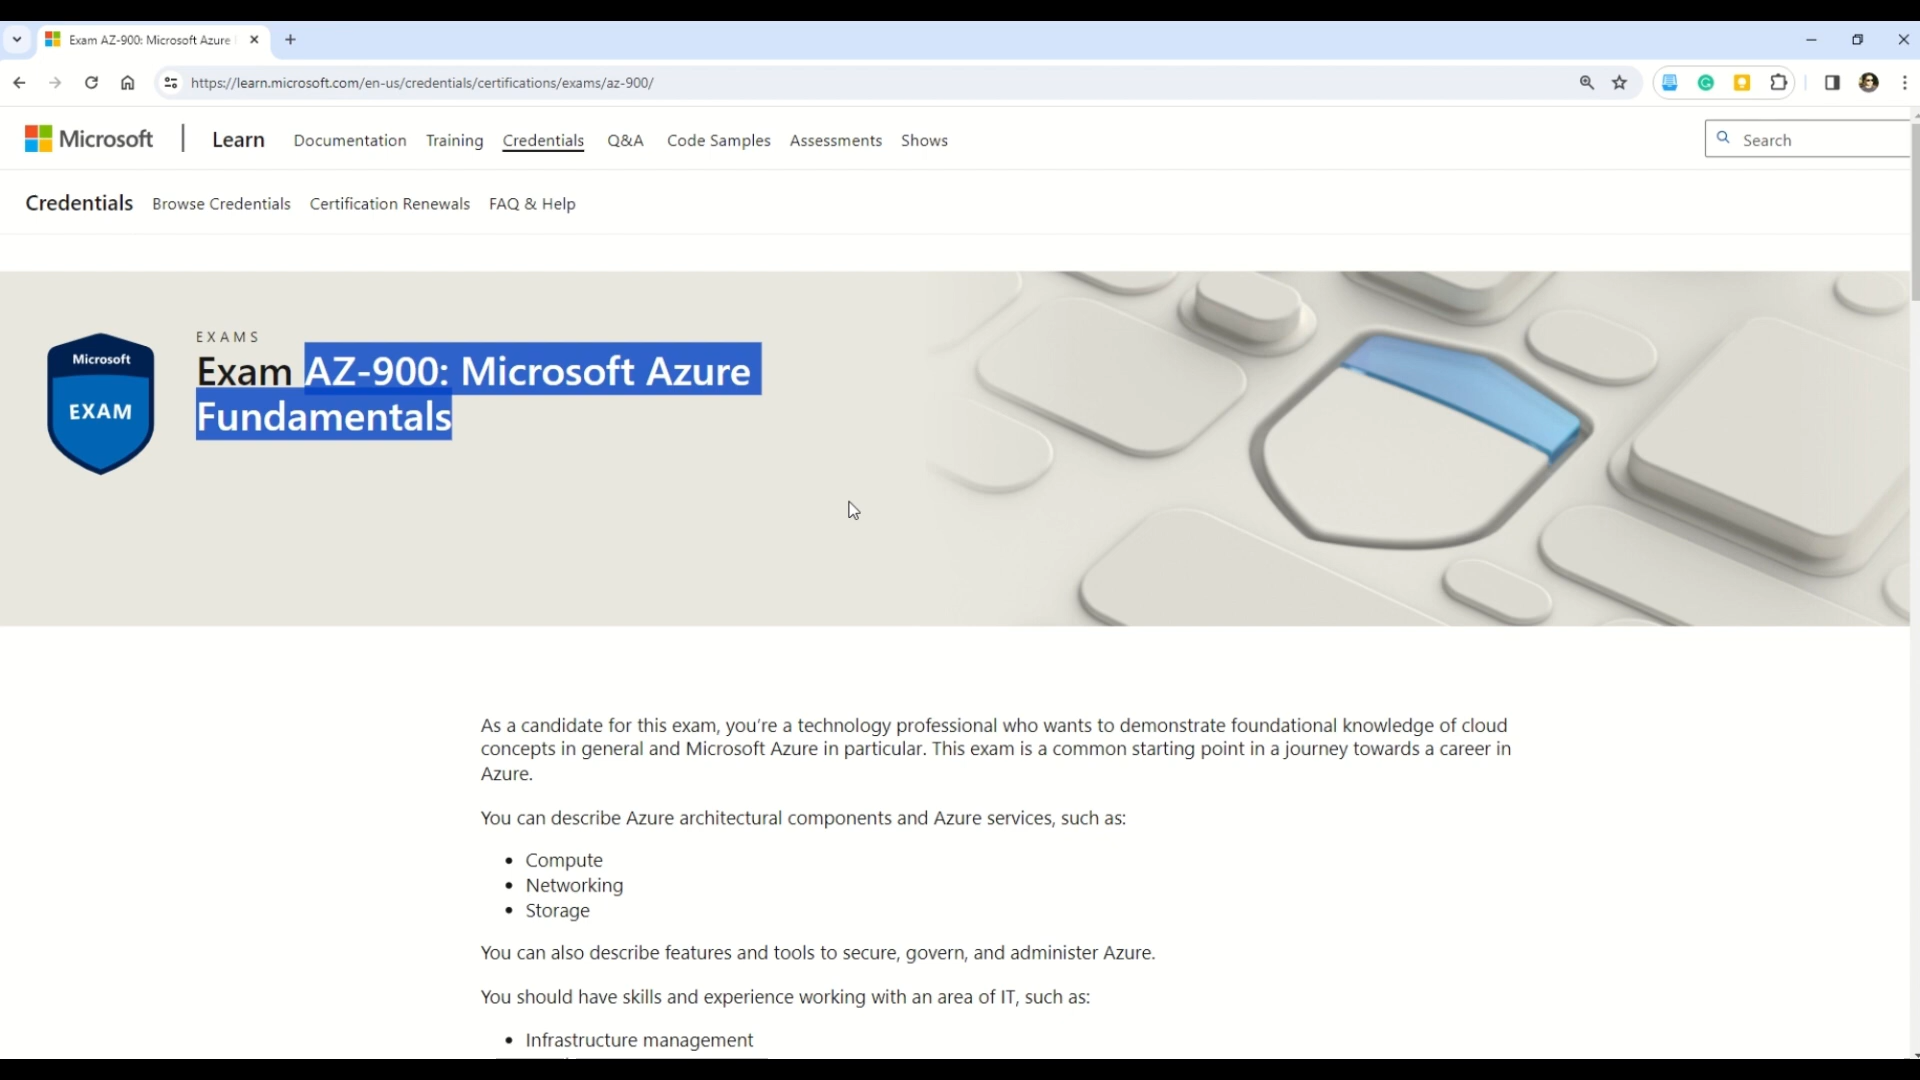 Exam AZ-900: Microsoft Azure
https://learn.microsoft.com/en-us/credentials/certifications/exams/az-900/
Microsoft Learn Documentation Training Credentials Q&A Code Samples Assessments Shows Search
Credentials Browse Credentials Certification Renewals FAQ & Help
EXAMS
Microsoft
EXAM
Exam AZ-900: Microsoft Azure
Fundamentals
As a candidate for this exam, you're a technology professional who wants to demonstrate foundational knowledge of cloud
concepts in general and Microsoft Azure in particular. This exam is a common starting point in a journey towards a career in
Azure.
You can describe Azure architectural components and Azure services, such as:
• Compute
• Networking
• Storage
You can also describe features and tools to secure, govern, and administer Azure.
You should have skills and experience working with an area of IT, such as:
• Infrastructure management